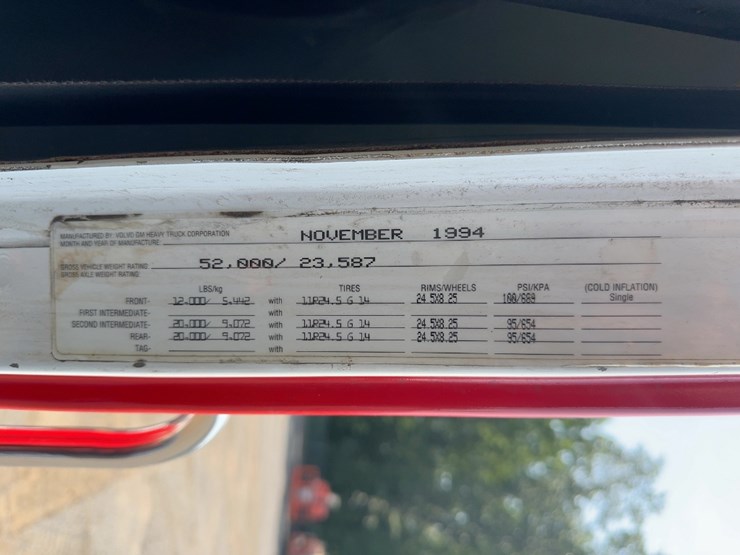 MANUFACTURED BY VOLVO GM HEAVY TRUCK CORPORATION
MONTH AND YEAR OF MANUFACTURE NOVEMBER 1994
GROSS VEHICLE WEIGHT RATING 52,000/ 23,587
GROSS AXLE WEIGHT RATING
LBS/kg TIRES RIMS/WHEELS PSI/KPA (COLD INFLATION)
FRONT- 12,000/ 5,442 with 11R24.5 G 14 24.5X8.25 100/689 Single
FIRST INTERMEDIATE- with
SECOND INTERMEDIATE- 20,000/ 9,072 with 11R24.5 G 14 24.5X8.25 95/654
REAR- 20,000/ 9,072 with 11R24.5 G 14 24.5X8.25 95/654
TAG- with